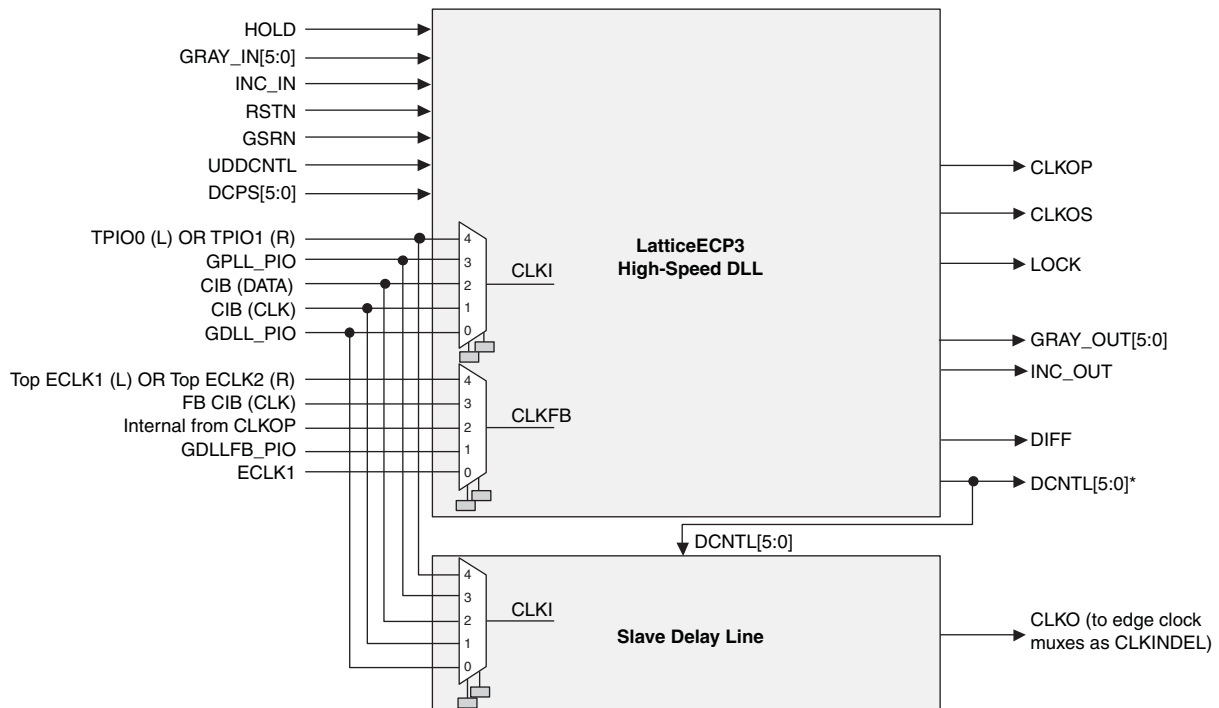 HOLD
GRAY_IN[5:0]
INC_IN
RSTN
GSRN
UDDCNTL
DCPS[5:0]
TPIO0 (L) OR TPIO1 (R)
GPLL_PIO
CIB (DATA)
CIB (CLK)
GDLL_PIO
4
3
2
1
0
CLKI
Top ECLK1 (L) OR Top ECLK2 (R)
FB CIB (CLK)
Internal from CLKOP
GDLLFB_PIO
ECLK1
4
3
2
1
0
CLKFB
LatticeECP3
High-Speed DLL
CLKOP
CLKOS
LOCK
GRAY_OUT[5:0]
INC_OUT
DIFF
DCNTL[5:0]*
DCNTL[5:0]
4
3
2
1
0
CLKI
Slave Delay Line
CLKO (to edge clock
muxes as CLKINDEL)